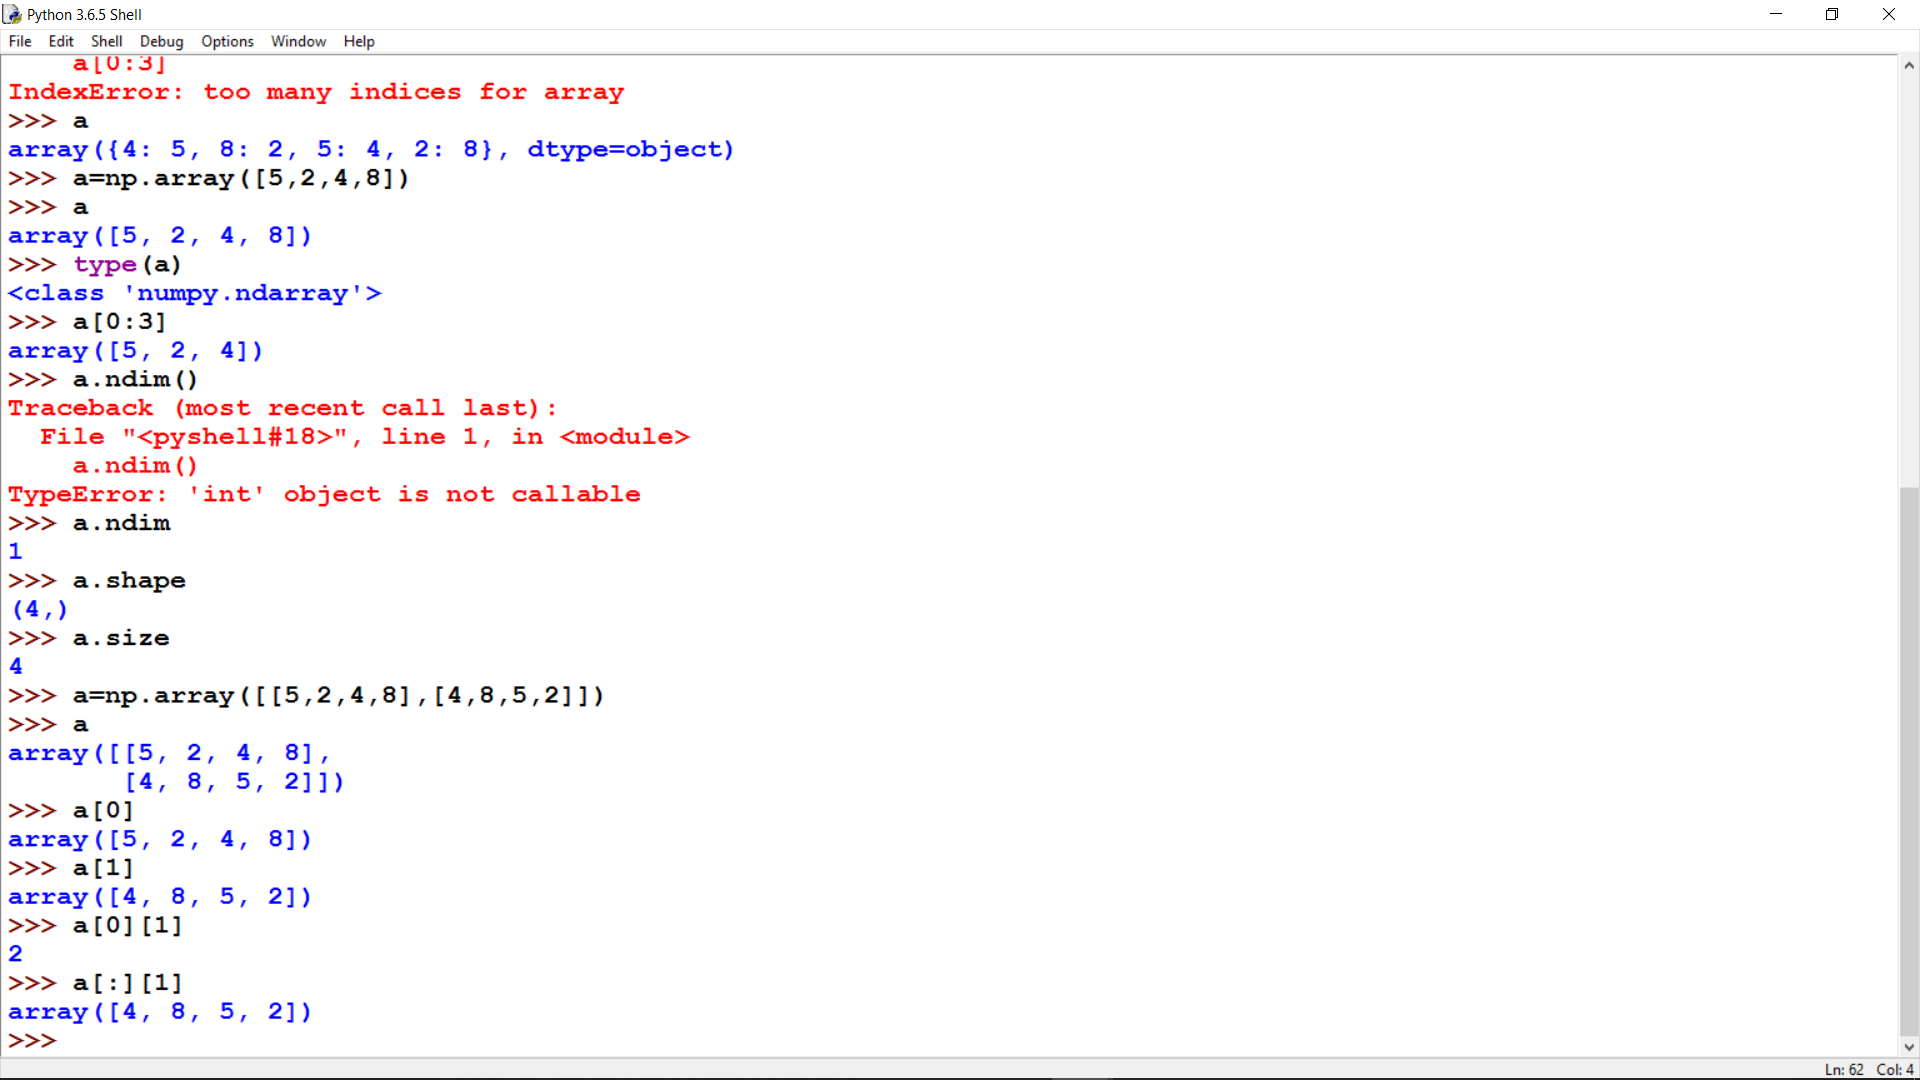 Python 3.6.5 Shell
File Edit Shell Debug Options Window Help
    a[0:3]
IndexError: too many indices for array
>>> a
array({4: 5, 8: 2, 5: 4, 2: 8}, dtype=object)
>>> a=np.array([5,2,4,8])
>>> a
array([5, 2, 4, 8])
>>> type(a)
<class 'numpy.ndarray'>
>>> a[0:3]
array([5, 2, 4])
>>> a.ndim()
Traceback (most recent call last):
  File "<pyshell#18>", line 1, in <module>
    a.ndim()
TypeError: 'int' object is not callable
>>> a.ndim
1
>>> a.shape
(4,)
>>> a.size
4
>>> a=np.array([[5,2,4,8],[4,8,5,2]])
>>> a
array([[5, 2, 4, 8],
       [4, 8, 5, 2]])
>>> a[0]
array([5, 2, 4, 8])
>>> a[1]
array([4, 8, 5, 2])
>>> a[0][1]
2
>>> a[:][1]
array([4, 8, 5, 2])
>>>
Ln: 62 Col: 4